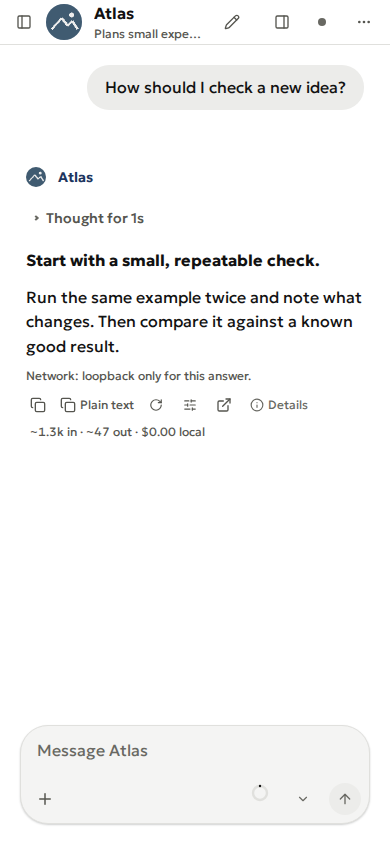 Atlas
Plans small expe...
How should I check a new idea?
Atlas
Thought for 1s
Start with a small, repeatable check.
Run the same example twice and note what
changes. Then compare it against a known
good result.
Network: loopback only for this answer.
Plain text
Details
~1.3k in · ~47 out · $0.00 local
Message Atlas